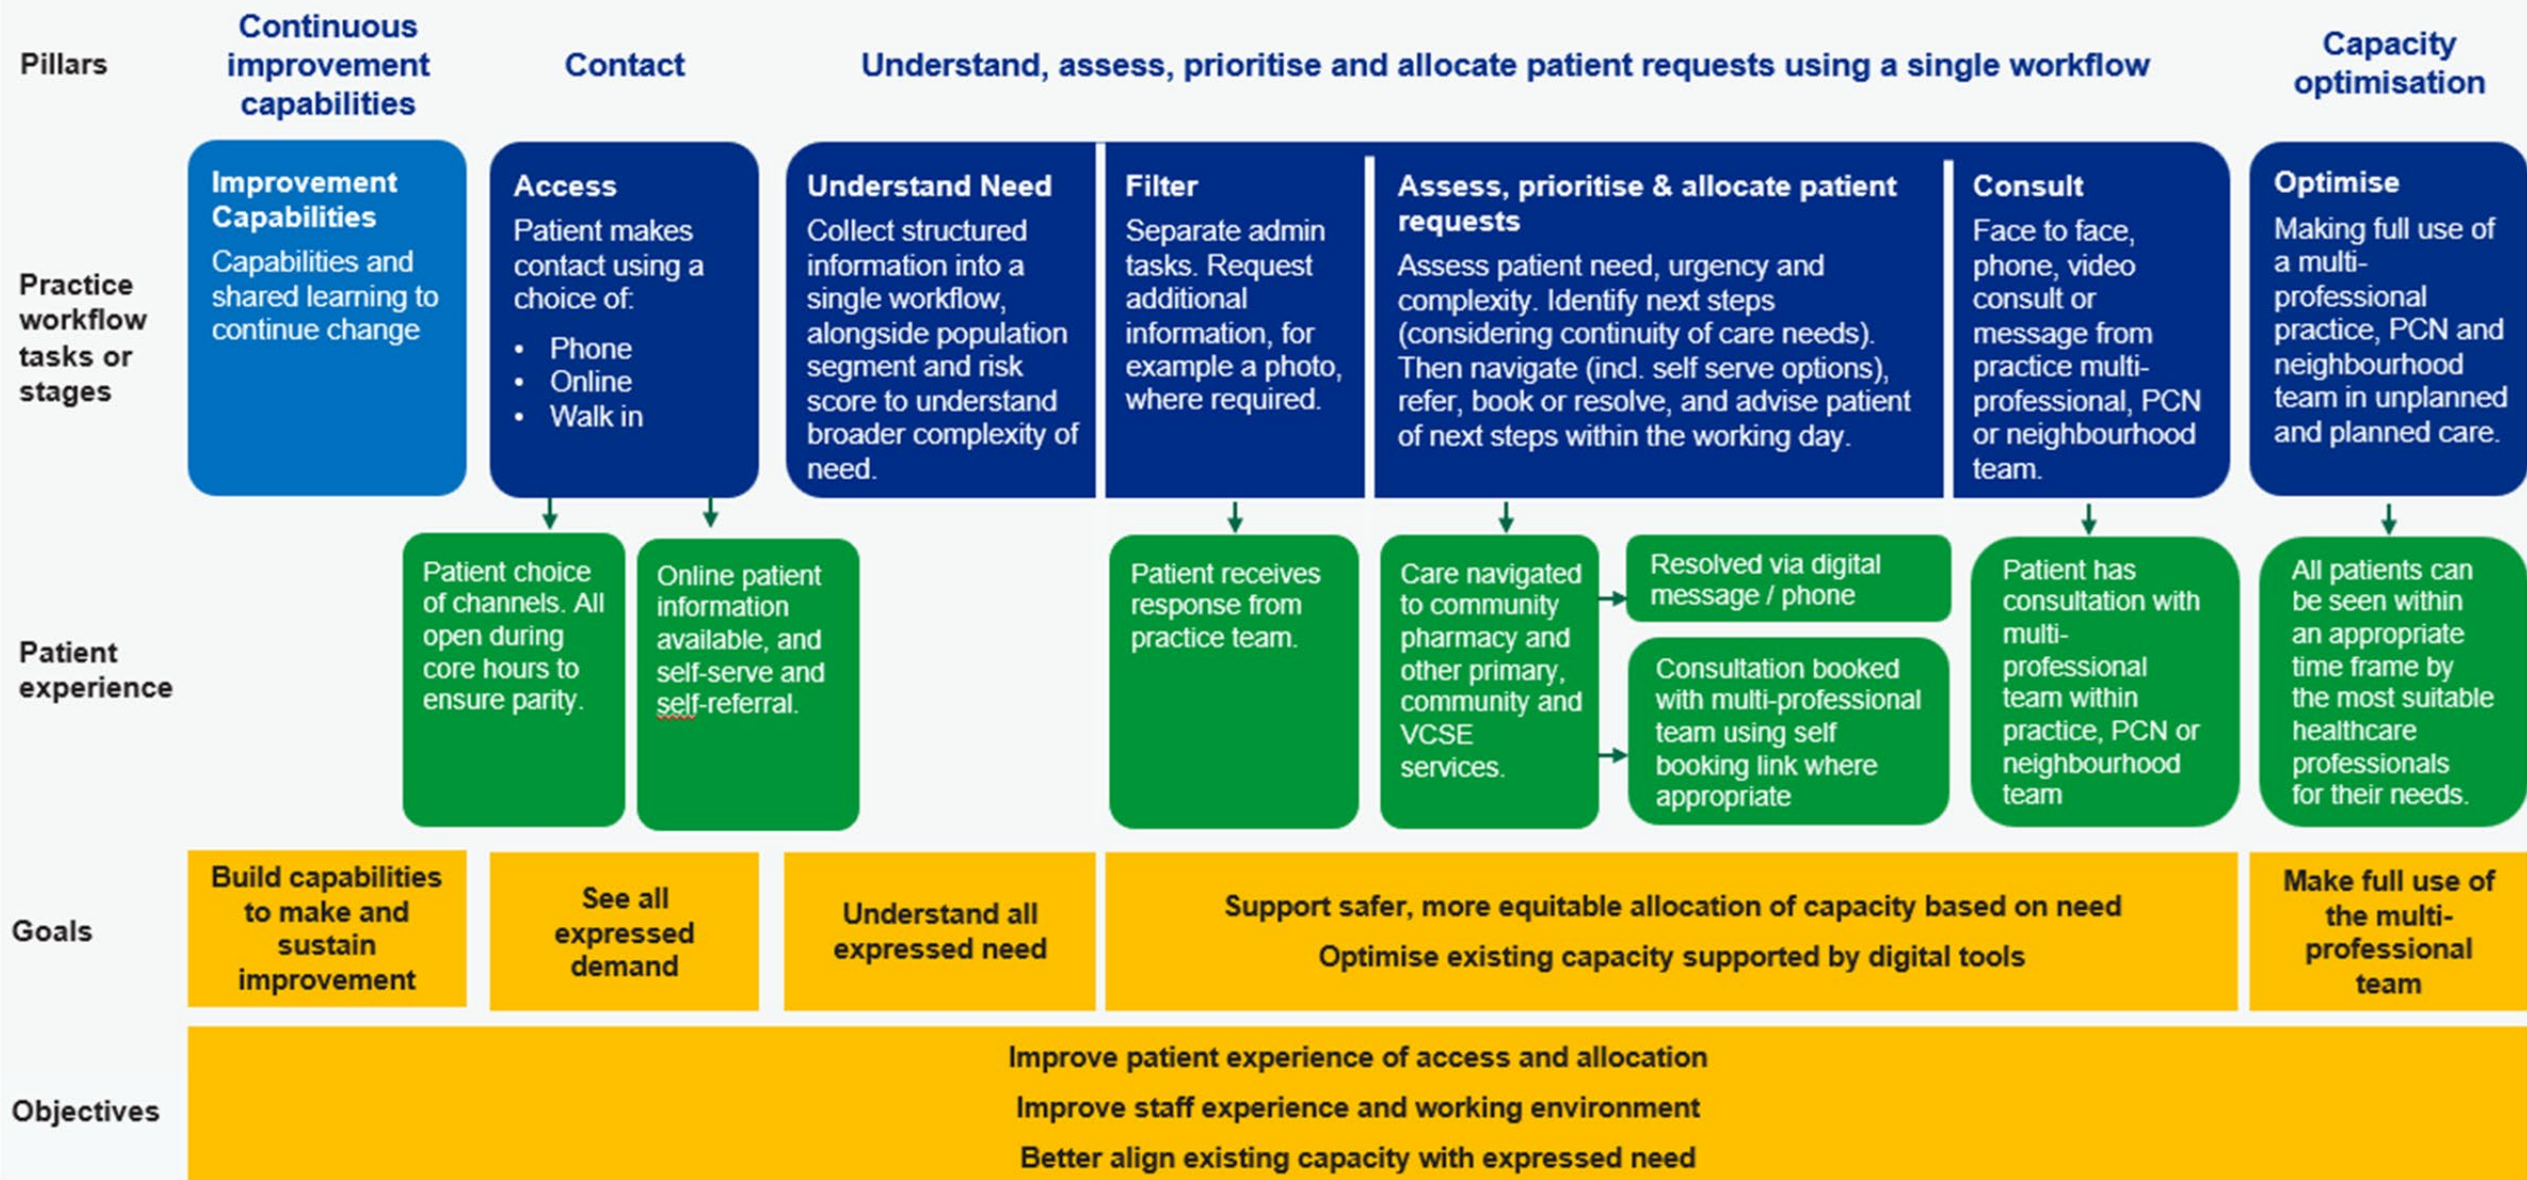 Pillars
Continuous
improvement
capabilities
Contact
Understand, assess, prioritise and allocate patient requests using a single workflow
Capacity
optimisation
Practice
workflow
tasks or
stages
Improvement
Capabilities
Capabilities and
shared learning to
continue change
Access
Patient makes
contact using a
choice of:
• Phone
• Online
• Walk in
Understand Need
Collect structured
information into a
single workflow,
alongside population
segment and risk
score to understand
broader complexity of
need.
Filter
Separate admin
tasks. Request
additional
information, for
example a photo,
where required.
Assess, prioritise & allocate patient
requests
Assess patient need, urgency and
complexity. Identify next steps
(considering continuity of care needs).
Then navigate (incl. self serve options),
refer, book or resolve, and advise patient
of next steps within the working day.
Consult
Face to face,
phone, video
consult or
message from
practice multi-
professional, PCN
or neighbourhood
team.
Optimise
Making full use of
a multi-
professional
practice, PCN and
neighbourhood
team in unplanned
and planned care.
Patient
experience
Patient choice
of channels. All
open during
core hours to
ensure parity.
Online patient
information
available, and
self-serve and
self-referral.
Patient receives
response from
practice team.
Care navigated
to community
pharmacy and
other primary,
community and
VCSE
services.
Resolved via digital
message / phone
Consultation booked
with multi-professional
team using self
booking link where
appropriate
Patient has
consultation with
multi-
professional
team within
practice, PCN or
neighbourhood
team
All patients can
be seen within
an appropriate
time frame by
the most suitable
healthcare
professionals
for their needs.
Goals
Build capabilities
to make and
sustain
improvement
See all
expressed
demand
Understand all
expressed need
Support safer, more equitable allocation of capacity based on need
Optimise existing capacity supported by digital tools
Make full use of
the multi-
professional
team
Objectives
Improve patient experience of access and allocation
Improve staff experience and working environment
Better align existing capacity with expressed need